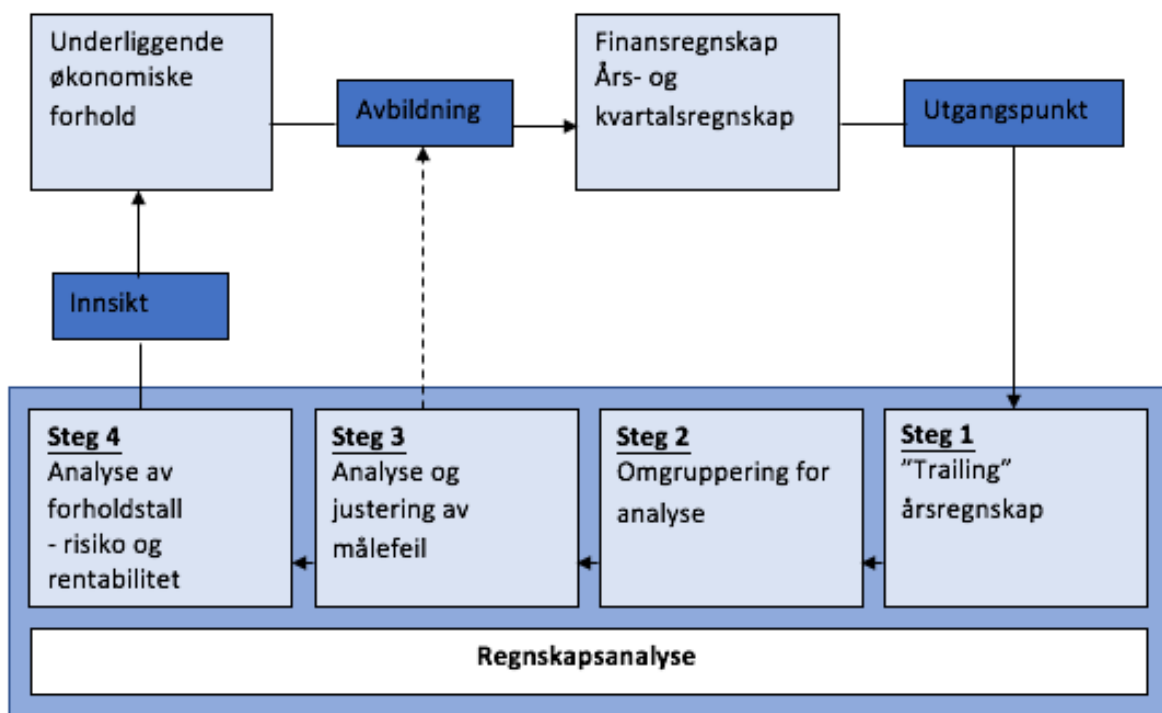 Underliggende
økonomiske
forhold
Avbildning
Finansregnskap
Års- og
kvartalsregnskap
Utgangspunkt
Innsikt
Steg 4
Analyse av
forholdstall
- risiko og
rentabilitet
Steg 3
Analyse og
justering av
målefeil
Steg 2
Omgruppering for
analyse
Steg 1
”Trailing”
årsregnskap
Regnskapsanalyse